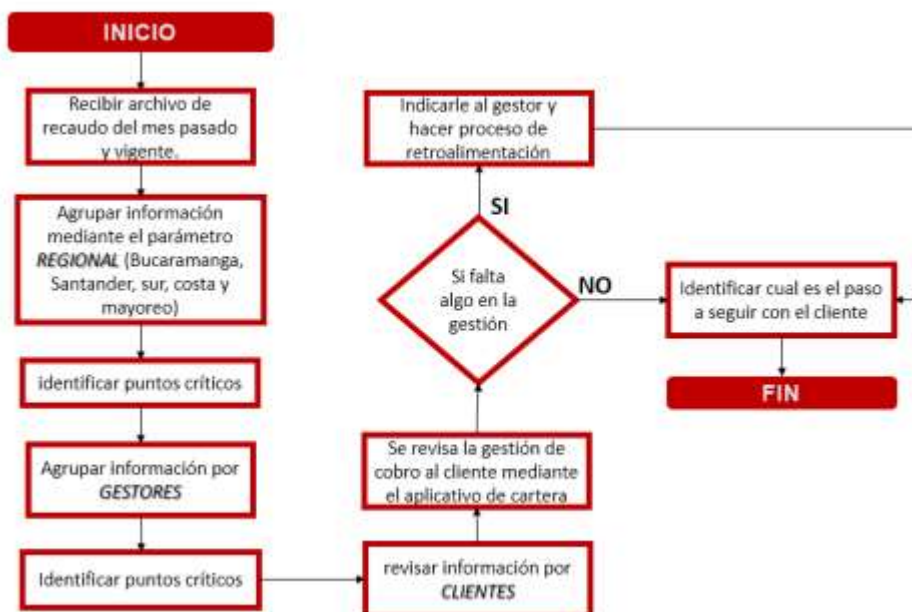 INICIO
Recibir archivo de
recaudo del mes pasado
y vigente.
Agrupar información
mediante el parámetro
REGIONAL (Bucaramanga,
Santander, sur, costa y
mayoreo)
identificar puntos críticos
Agrupar información por
GESTORES
Identificar puntos críticos
revisar información por
CLIENTES
Se revisa la gestión de
cobro al cliente mediante
el aplicativo de cartera
Si falta
algo en la
gestión
SI
Indicarle al gestor y
hacer proceso de
retroalimentación
NO
Identificar cual es el paso
a seguir con el cliente
FIN